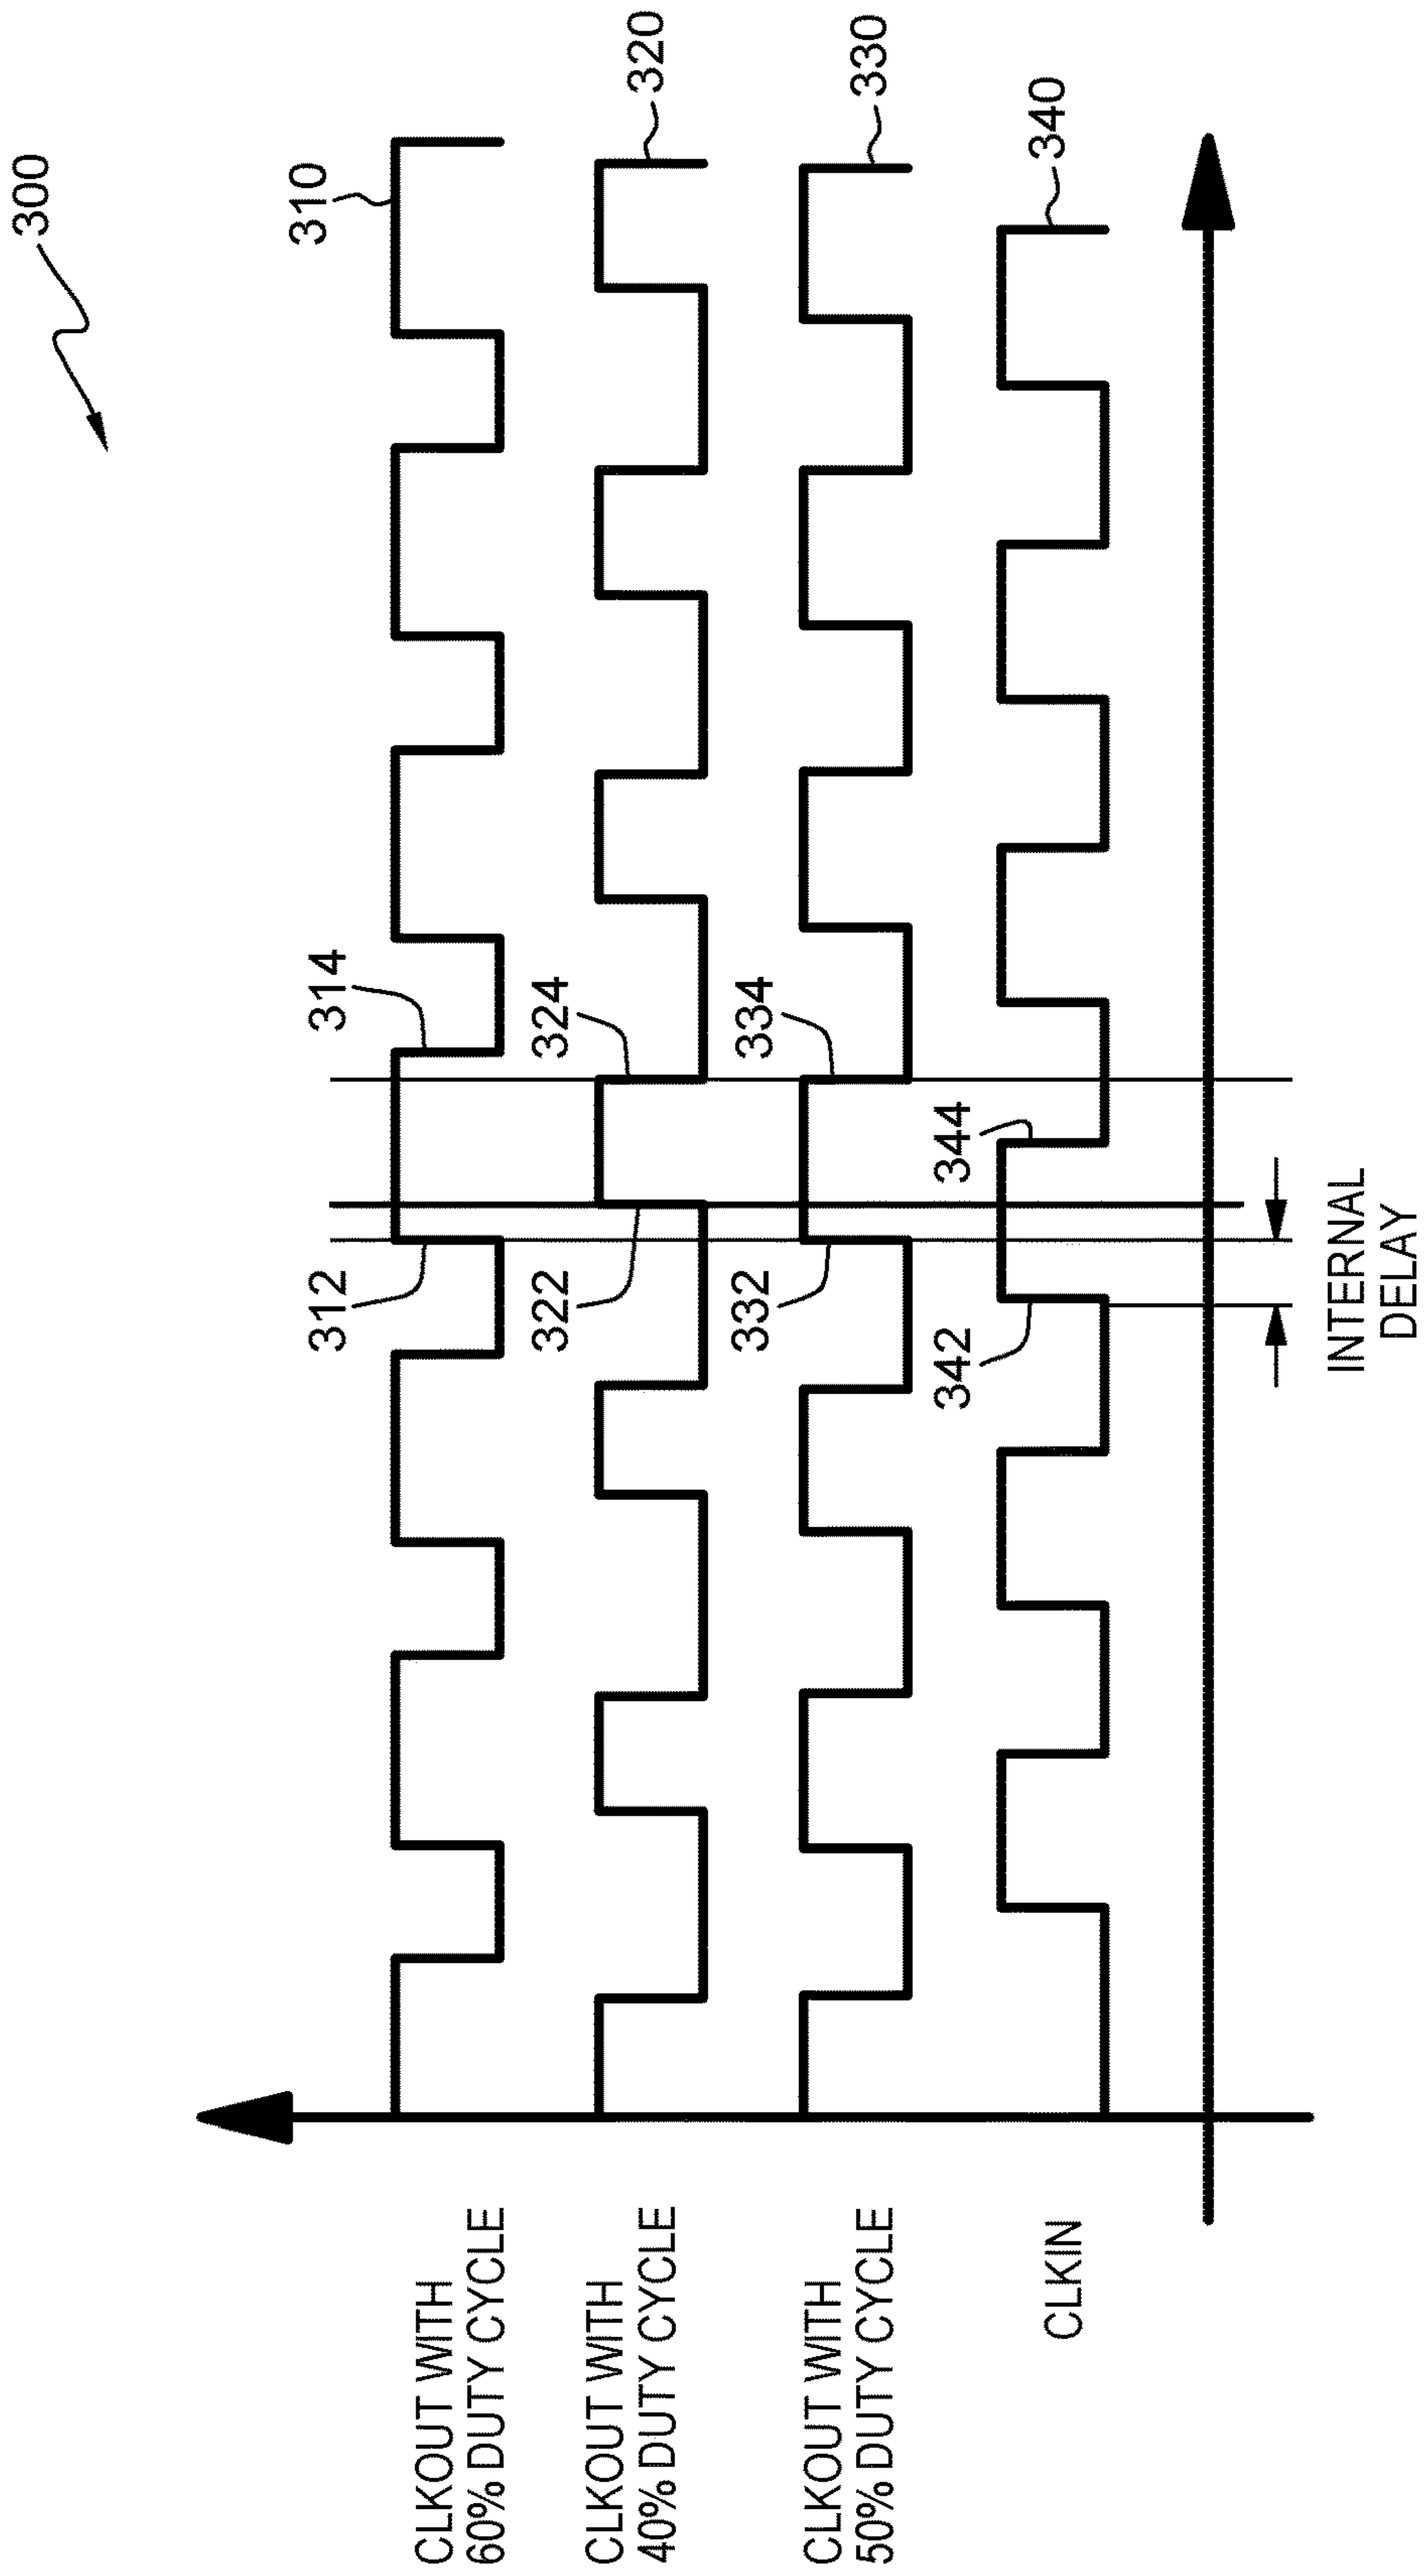 300
310
320
330
340
314
324
334
344
312
322
332
342
CLKOUT WITH
60% DUTY CYCLE
CLKOUT WITH
40% DUTY CYCLE
CLKOUT WITH
50% DUTY CYCLE
CLKIN
INTERNAL
DELAY